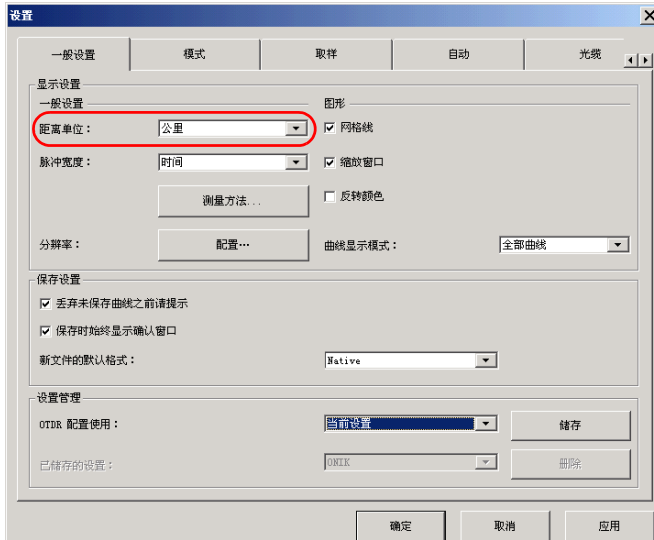 设置
一般设置 模式 取样 自动 光缆
显示设置
一般设置 图形
距离单位： 公里 网格线
脉冲宽度： 时间 缩放窗口
测量方法... 反转颜色
分辨率： 配置… 曲线显示模式： 全部曲线
保存设置
丢弃未保存曲线之前请提示
保存时始终显示确认窗口
新文件的默认格式： Native
设置管理
OTDR 配置使用： 当前设置 储存
已储存的设置： ONIK 删除
确定 取消 应用